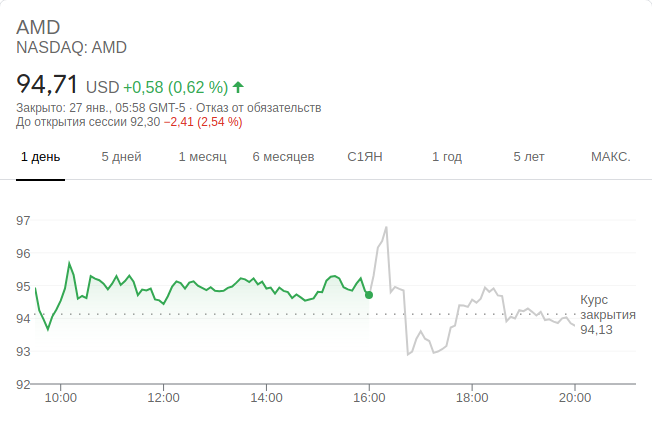 AMD
NASDAQ: AMD
94,71 USD +0,58 (0,62 %)
Закрыто: 27 янв., 05:58 GMT-5 · Отказ от обязательств
До открытия сессии 92,30 −2,41 (2,54 %)
1 день 5 дней 1 месяц 6 месяцев С1ЯН 1 год 5 лет МАКС.
97
96
95
94
93
92
Курс
закрытия
94,13
10:00 12:00 14:00 16:00 18:00 20:00